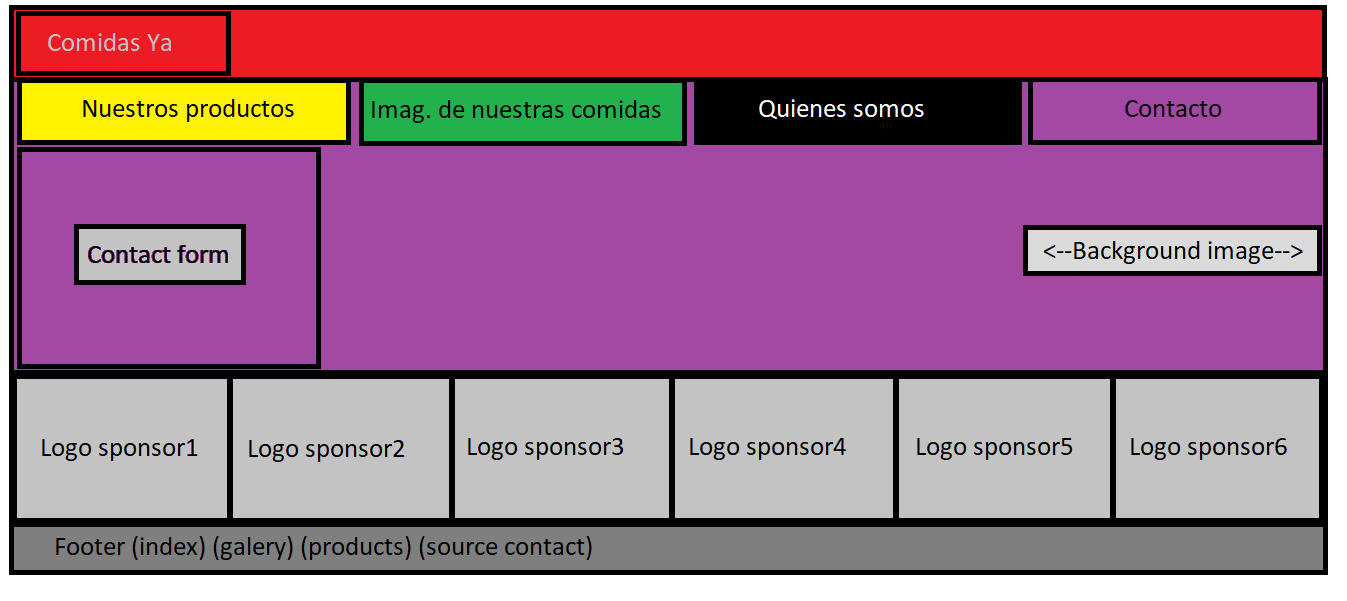 Comidas Ya
Nuestros productos
Imag. de nuestras comidas
Quienes somos
Contacto
Contact form
<--Background image-->
Logo sponsor1
Logo sponsor2
Logo sponsor3
Logo sponsor4
Logo sponsor5
Logo sponsor6
Footer (index) (galery) (products) (source contact)